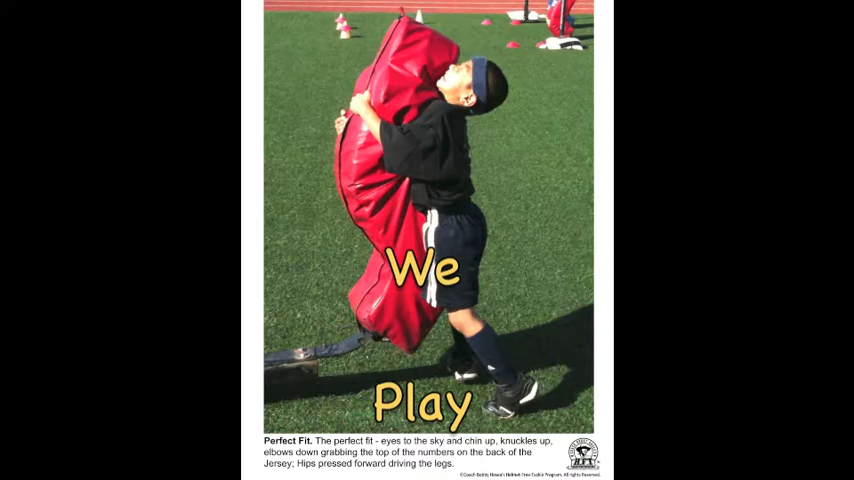 We
Play
Perfect Fit. The perfect fit - eyes to the sky and chin up, knuckles up,
elbows down grabbing the top of the numbers on the back of the
Jersey; Hips pressed forward driving the legs.